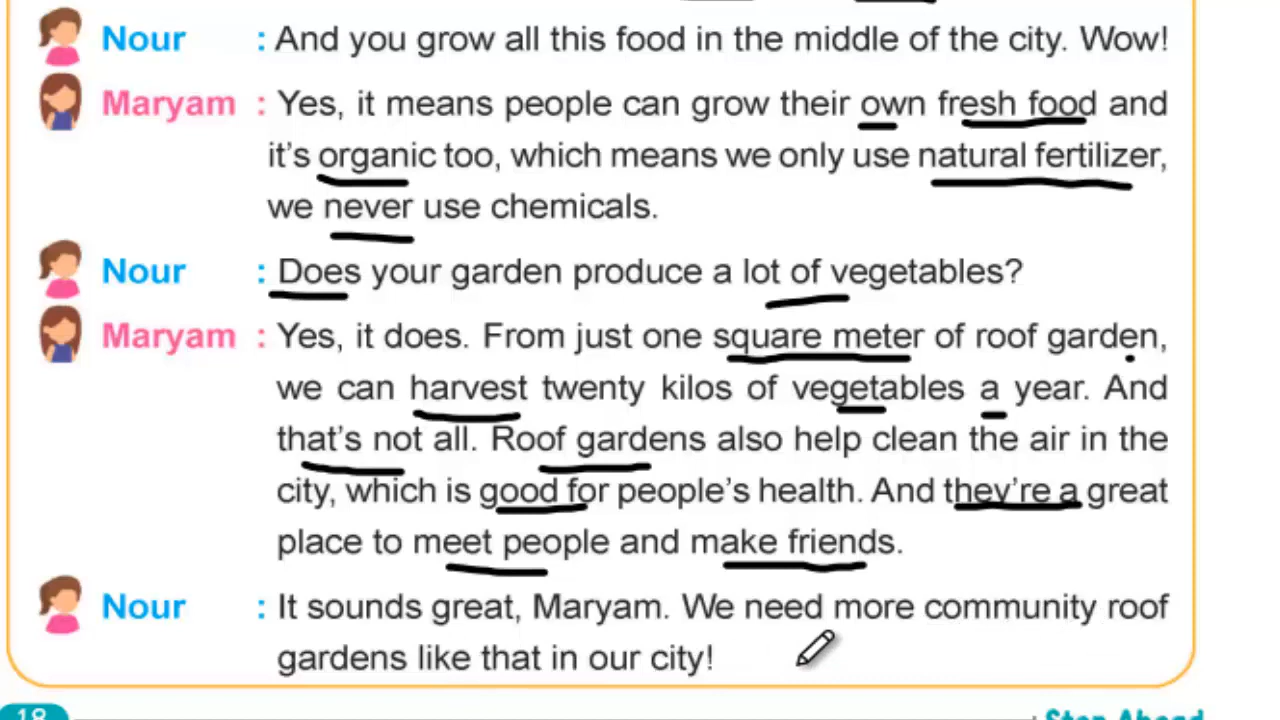 Nour : And you grow all this food in the middle of the city. Wow!
Maryam : Yes, it means people can grow their own fresh food and
it's organic too, which means we only use natural fertilizer,
we never use chemicals.
Nour : Does your garden produce a lot of vegetables?
Maryam : Yes, it does. From just one square meter of roof garden,
we can harvest twenty kilos of vegetables a year. And
that's not all. Roof gardens also help clean the air in the
city, which is good for people's health. And they're a great
place to meet people and make friends.
Nour : It sounds great, Maryam. We need more community roof
gardens like that in our city!
18
Step Ahead